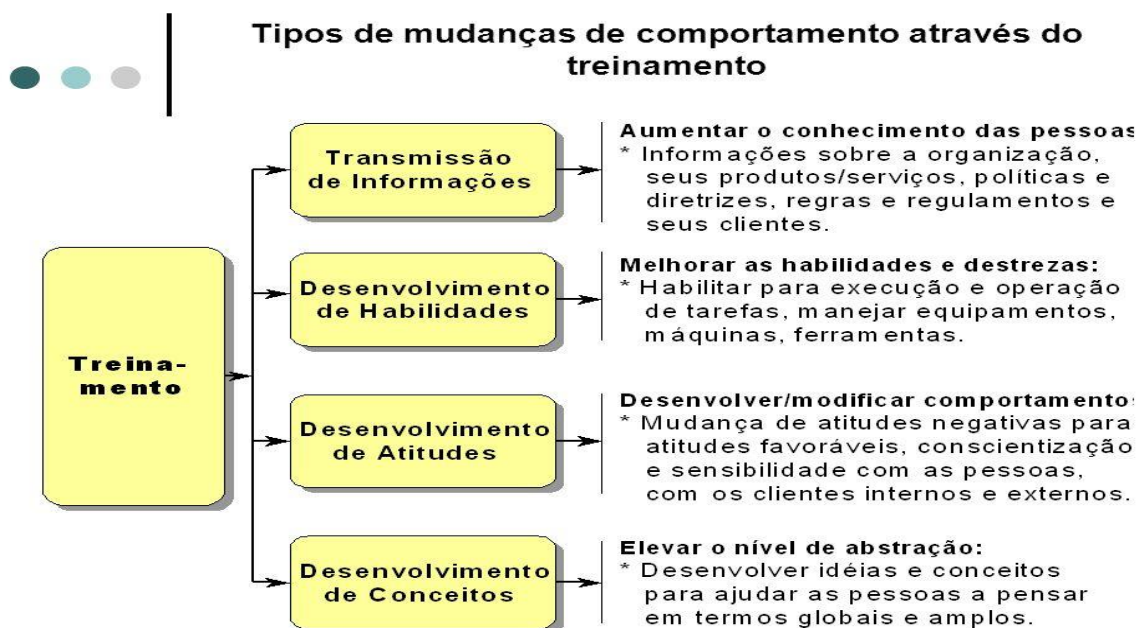 Tipos de mudanças de comportamento através do
treinamento
Treina-
mento
Transmissão
de Informações
Aumentar o conhecimento das pessoas
* Informações sobre a organização,
seus produtos/serviços, políticas e
diretrizes, regras e regulamentos e
seus clientes.
Desenvolvimento
de Habilidades
Melhorar as habilidades e destrezas:
* Habilitar para execução e operação
de tarefas, manejar equipamentos,
máquinas, ferramentas.
Desenvolvimento
de Atitudes
Desenvolver/modificar comportamento
* Mudança de atitudes negativas para
atitudes favoráveis, conscientização
e sensibilidade com as pessoas,
com os clientes internos e externos.
Desenvolvimento
de Conceitos
Elevar o nível de abstração:
* Desenvolver idéias e conceitos
para ajudar as pessoas a pensar
em termos globais e amplos.